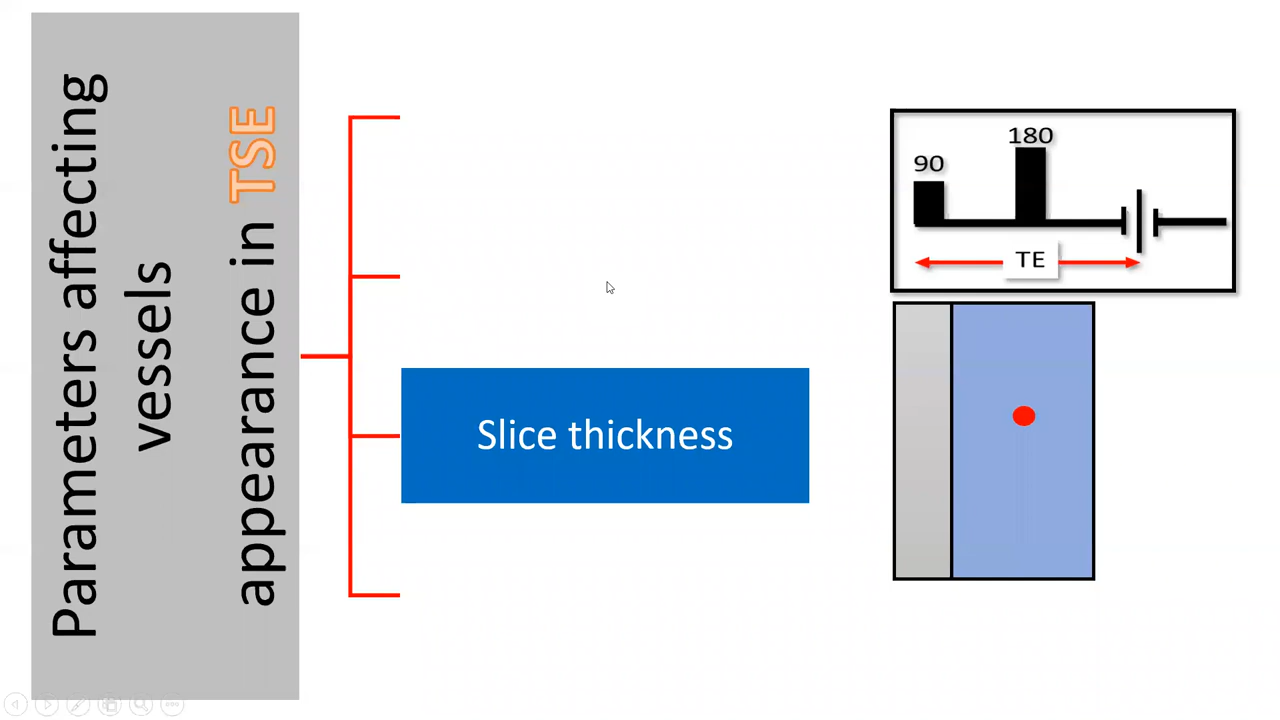 Parameters affecting
vessels
appearance in TSE
Slice thickness
90
180
TE